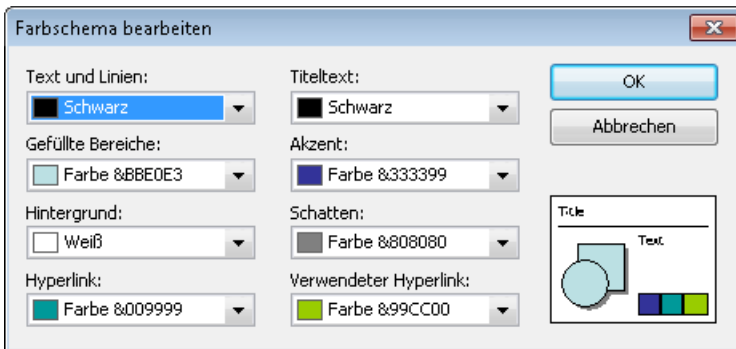 Farbschema bearbeiten
Text und Linien:
Titeltext:
OK
Schwarz
Schwarz
Gefüllte Bereiche:
Akzent:
Abbrechen
Farbe &BBE0E3
Farbe &333399
Hintergrund:
Schatten:
Title
Weiß
Farbe &808080
Text
Hyperlink:
Verwendeter Hyperlink:
Farbe &009999
Farbe &99CC00